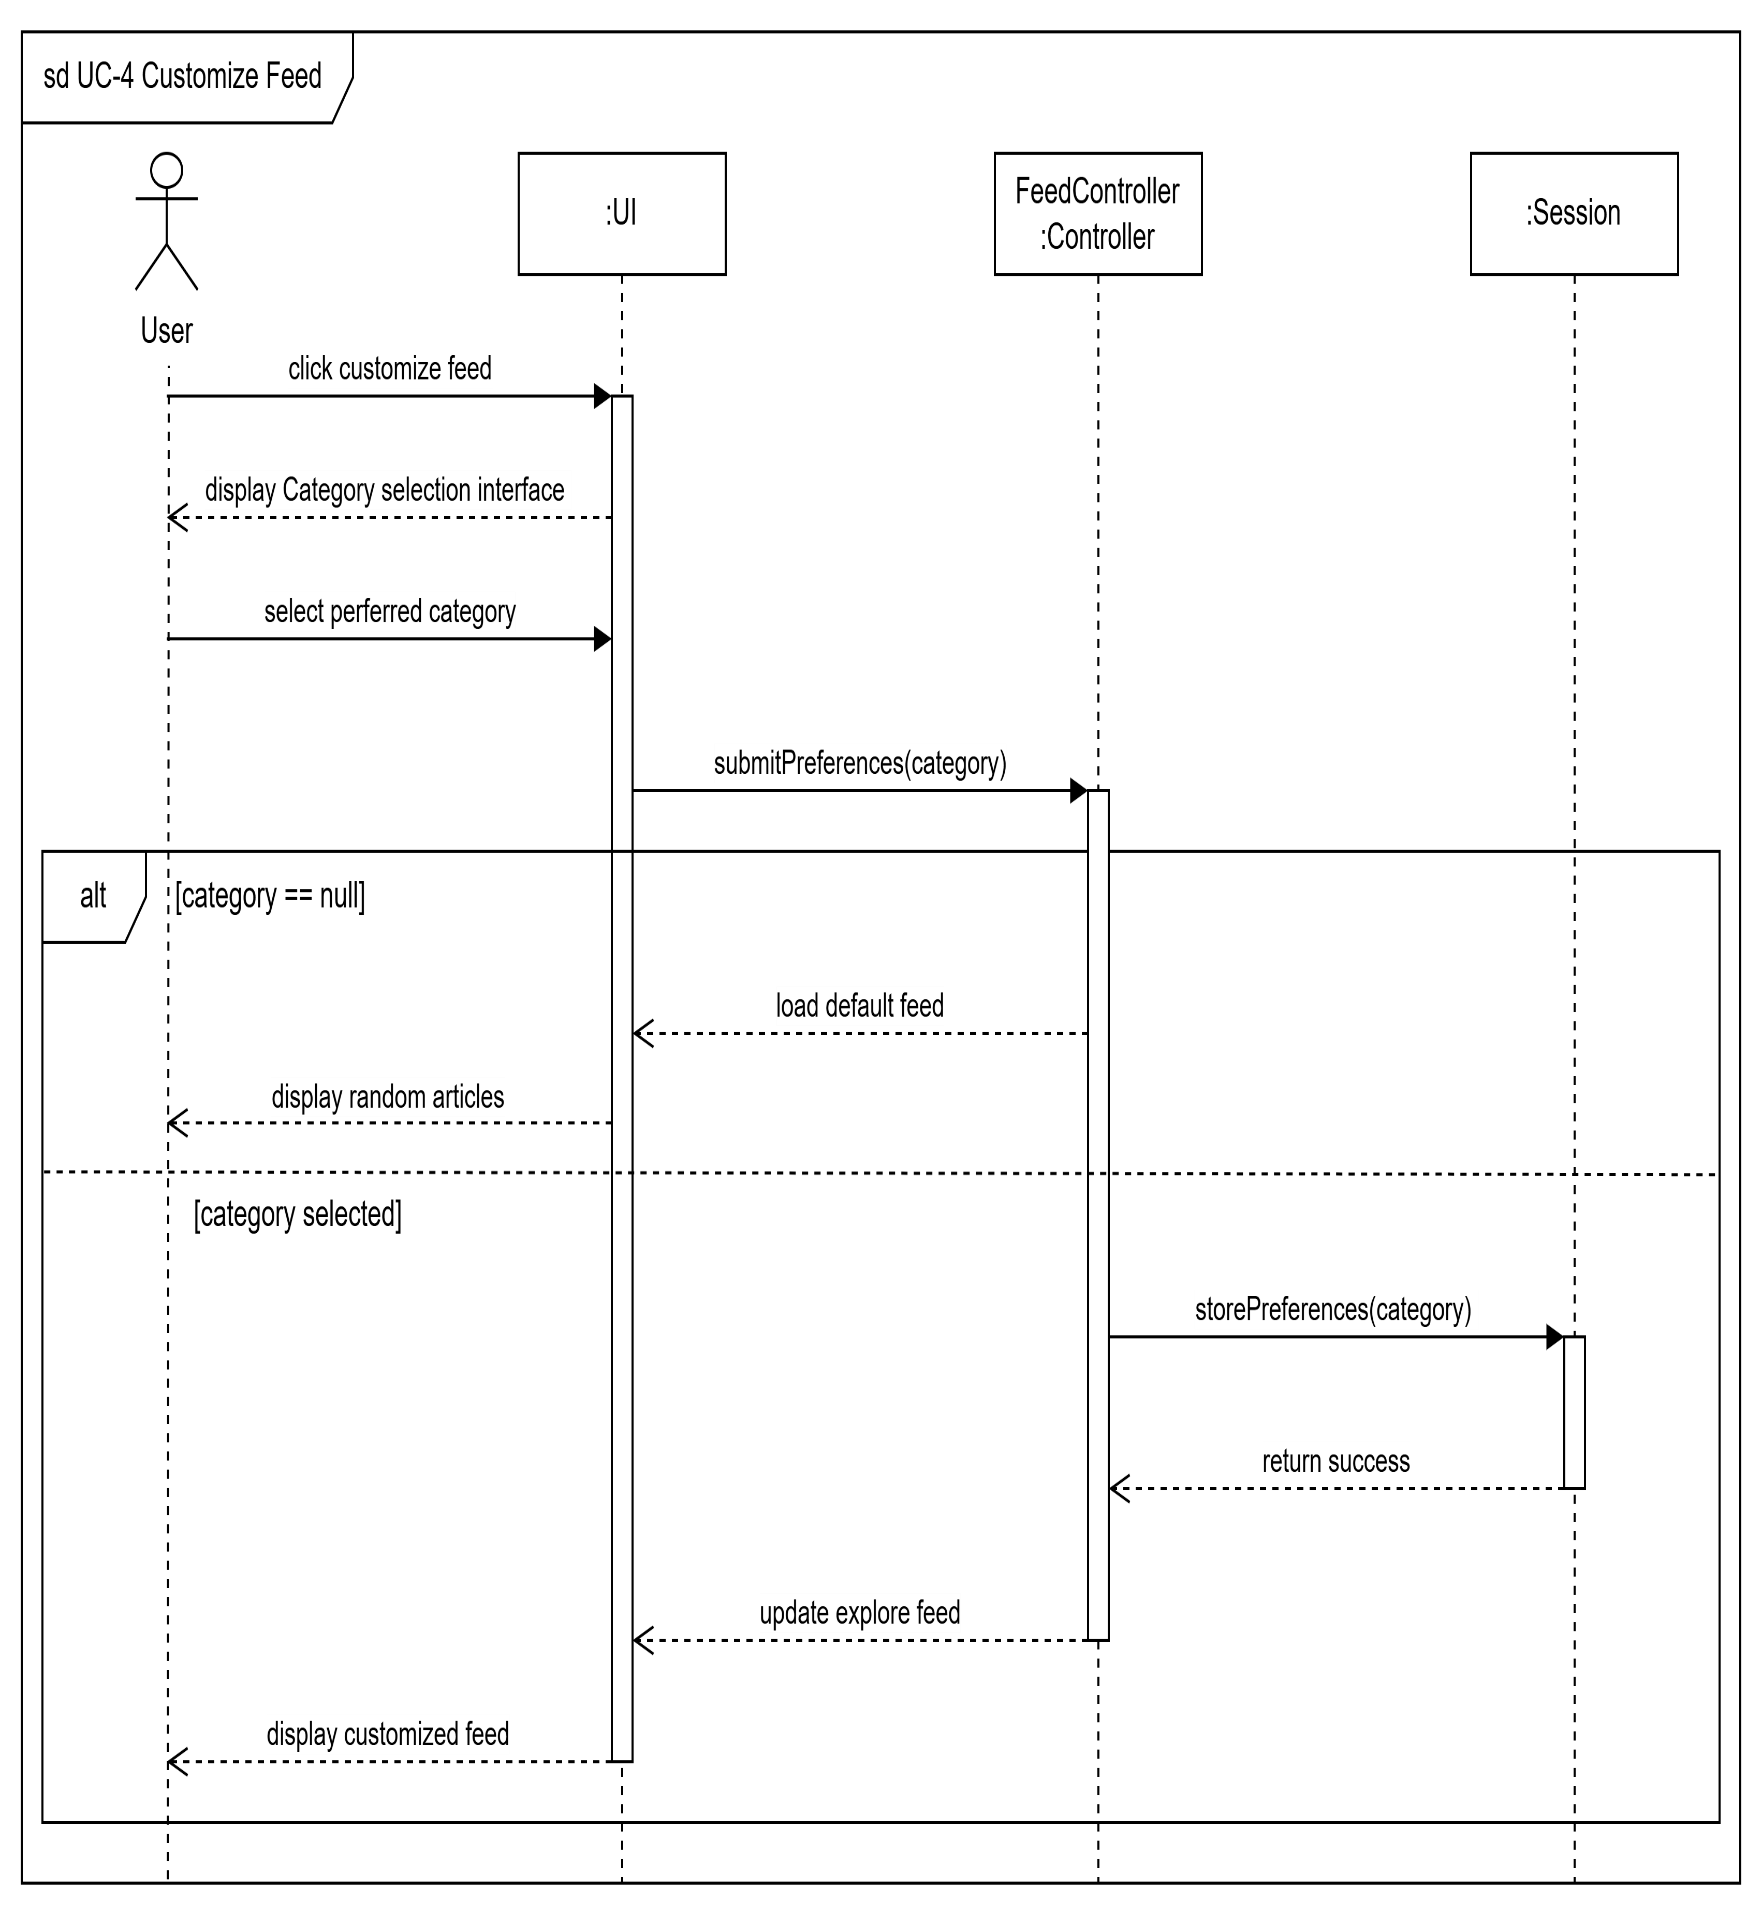 sd UC-4 Customize Feed
:UI
FeedController
:Controller
:Session
User
click customize feed
display Category selection interface
select perferred category
submitPreferences(category)
alt
[category == null]
load default feed
display random articles
[category selected]
storePreferences(category)
return success
update explore feed
display customized feed